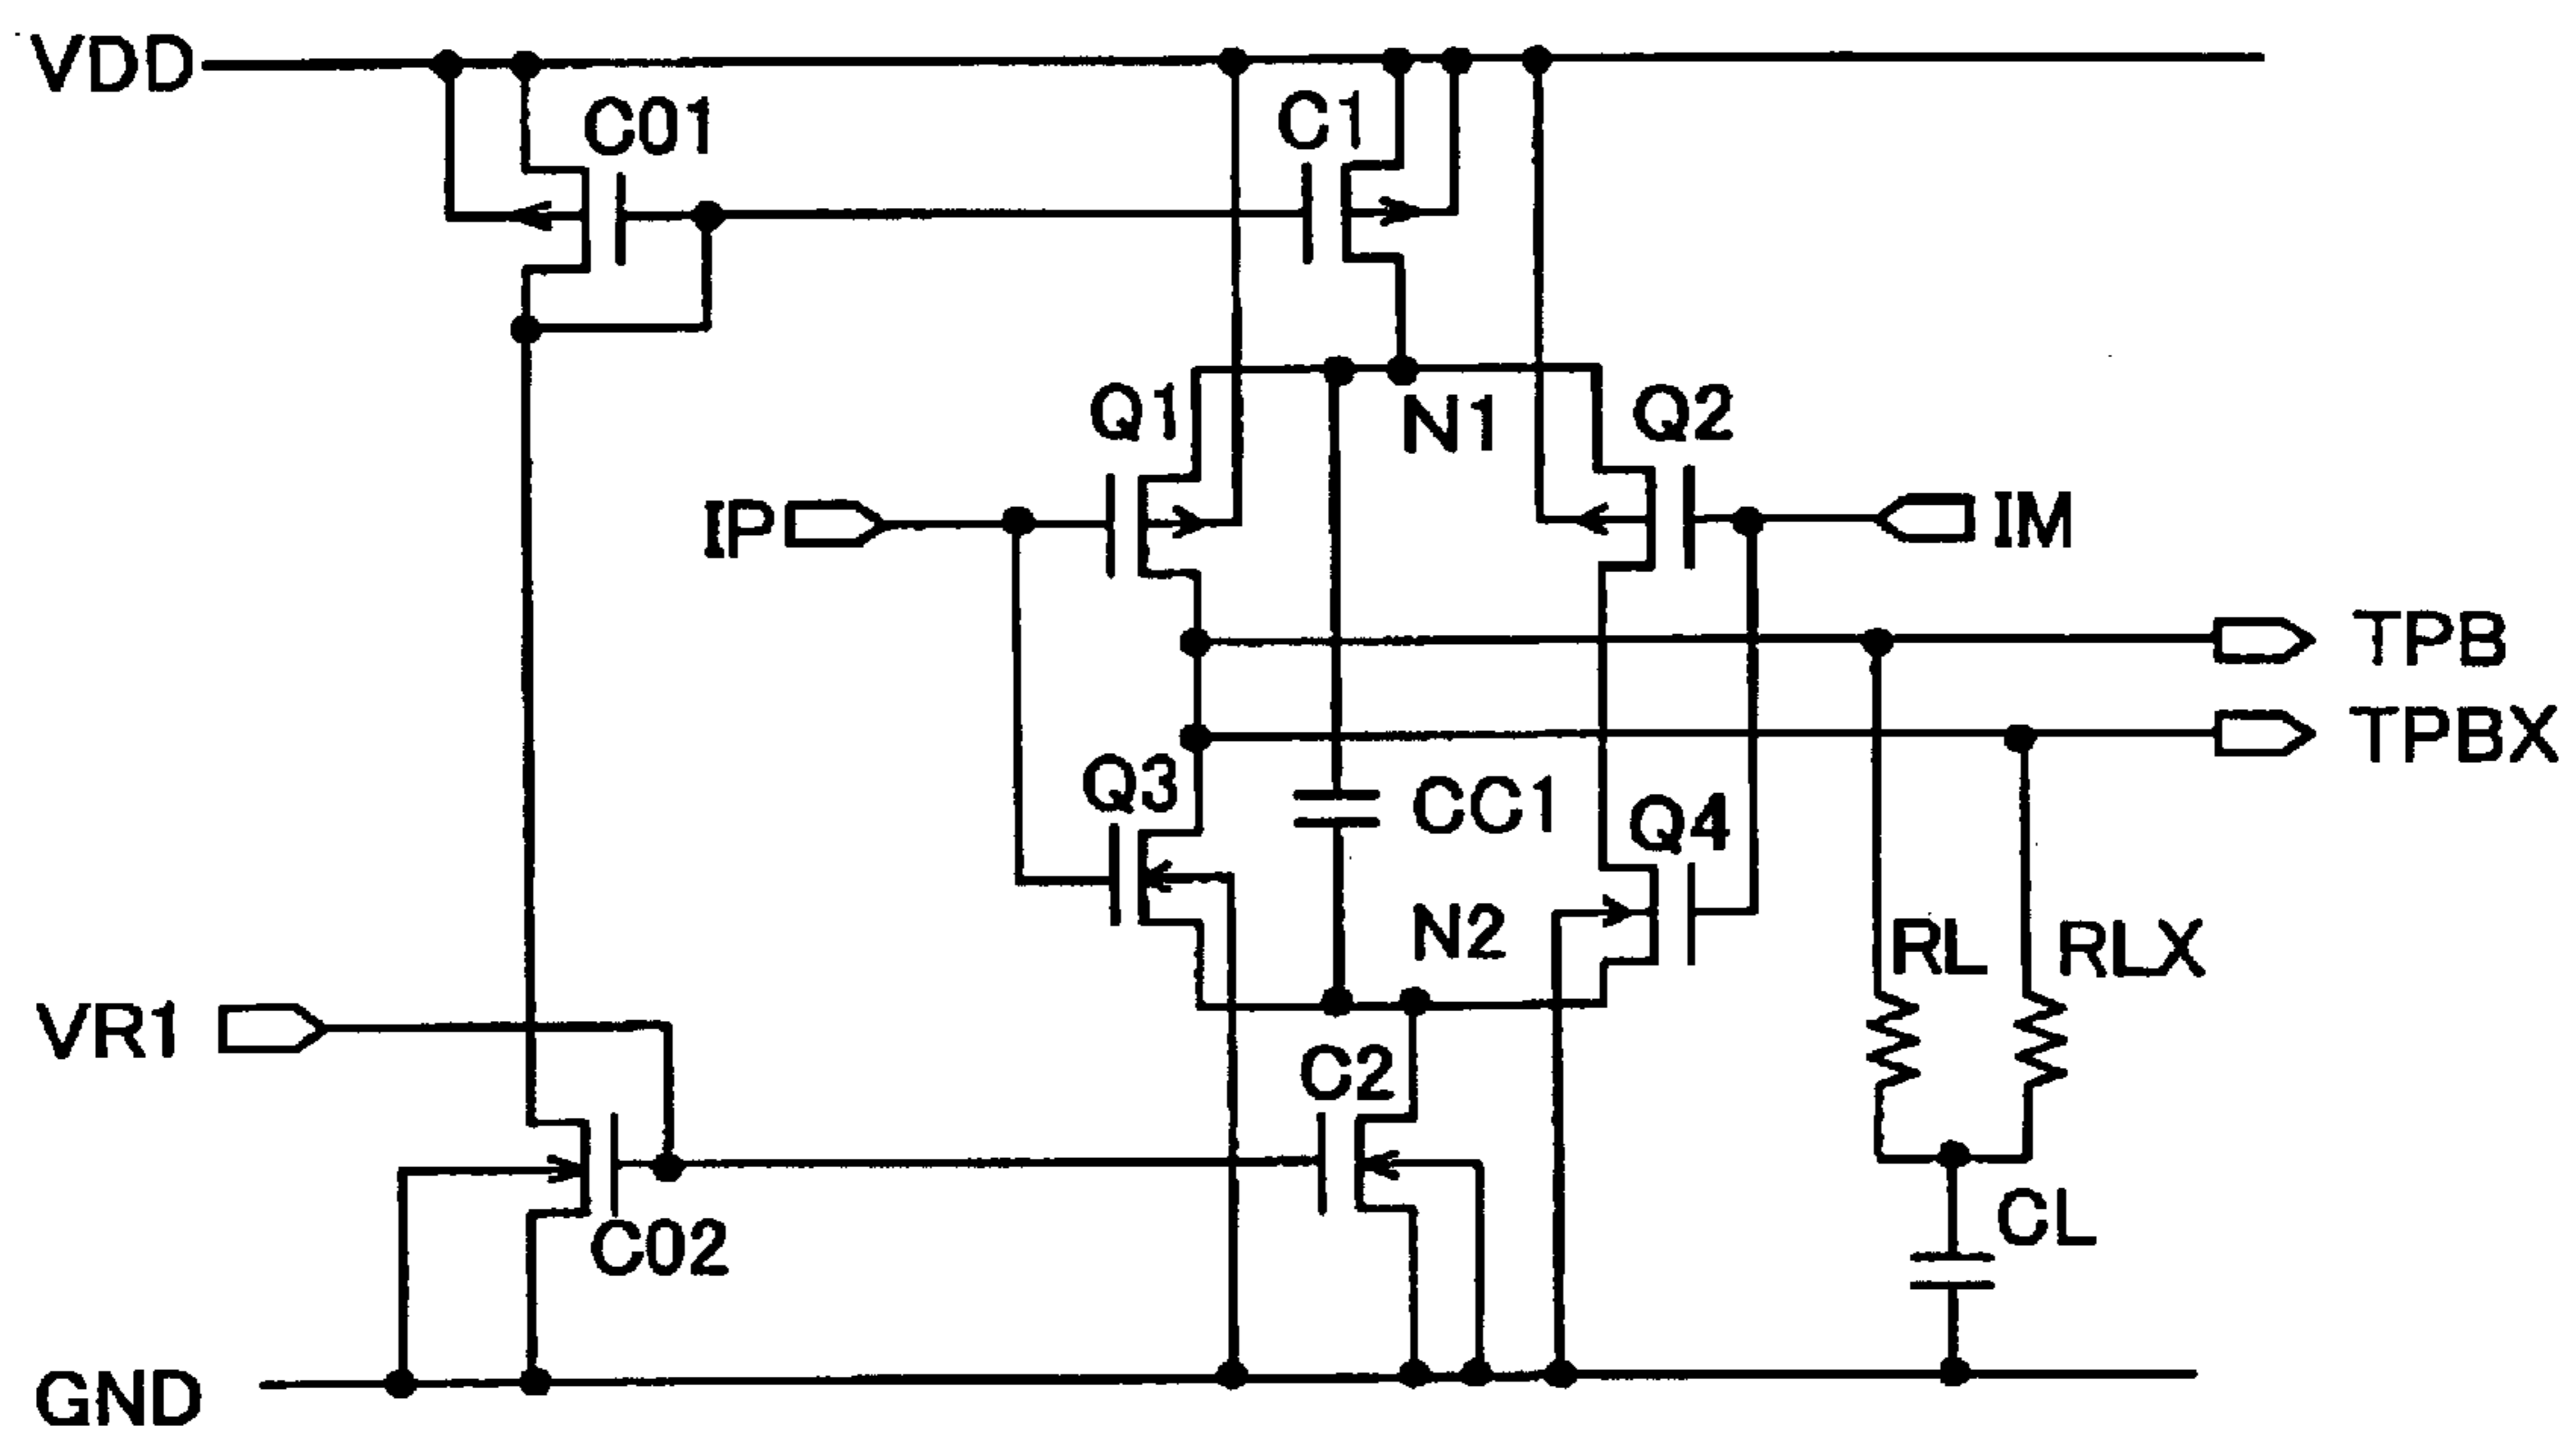 VDD
C01
C1
Q1
N1
Q2
IP
IM
TPB
TPBX
Q3
CC1
Q4
N2
RL
RLX
VR1
C2
C02
CL
GND